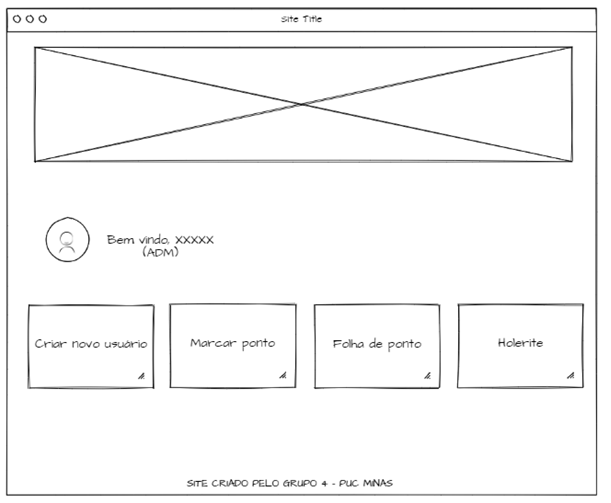 Site Title
Bem vindo, XXXXX
(ADM)
Criar novo usuário
Marcar ponto
Folha de ponto
Holerite
SITE CRIADO PELO GRUPO 4 - PUC MINAS